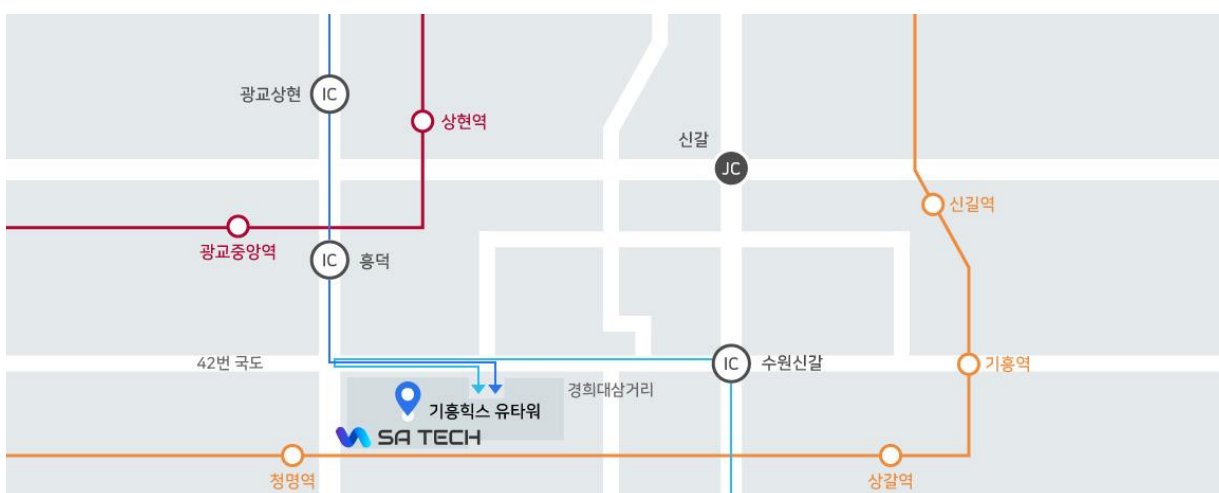 광교상현
IC
상현역
신갈
JC
신길역
광교중앙역
IC
흥덕
42번 국도
IC
수원신갈
기흥역
경희대삼거리
기흥힉스 유타워
SA TECH
청명역
상갈역